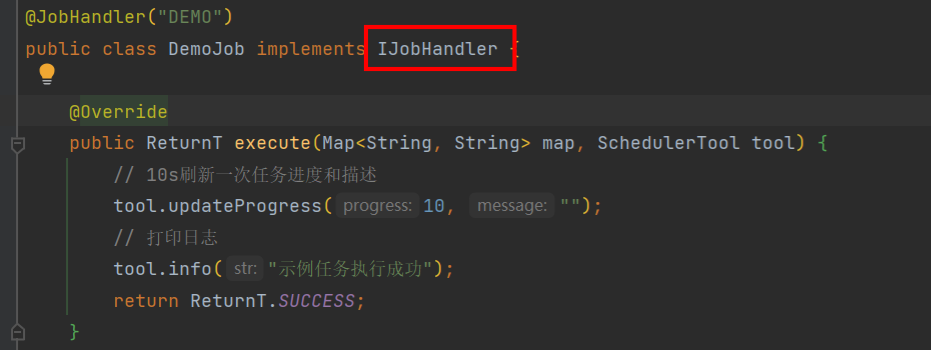 @JobHandler("DEMO")
public class DemoJob implements IJobHandler {
@Override
public ReturnT execute(Map<String, String> map, SchedulerTool tool) {
// 10s刷新一次任务进度和描述
tool.updateProgress( progress: 10, message: "");
// 打印日志
tool.info( str: "示例任务执行成功");
return ReturnT.SUCCESS;
}